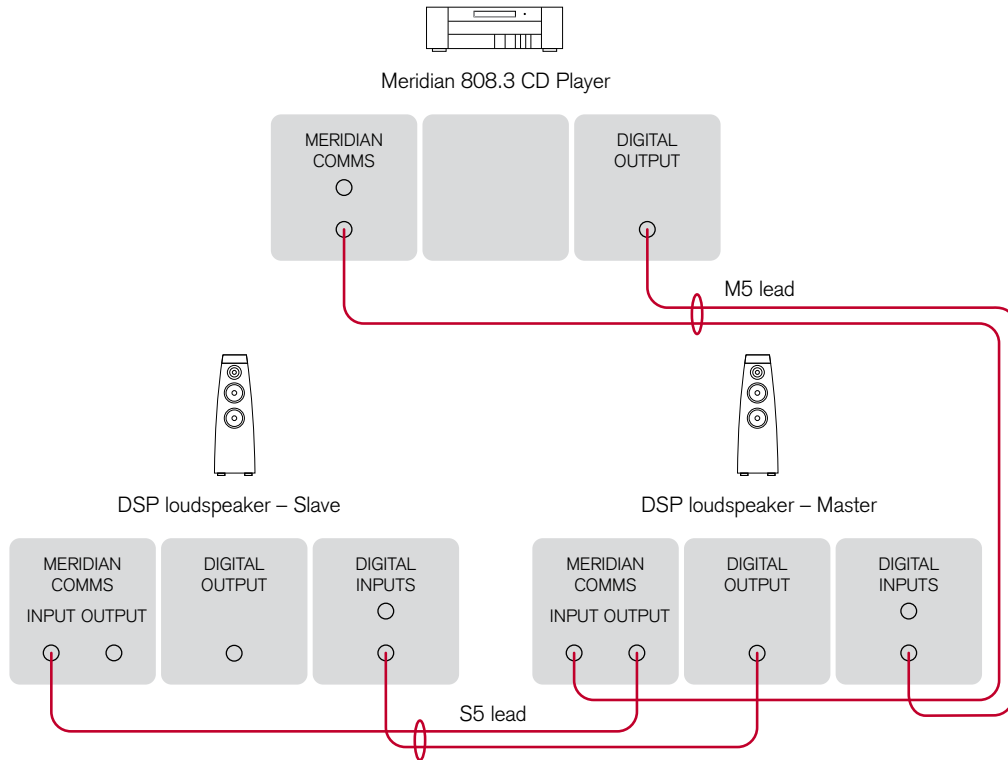 Meridian 808.3 CD Player
MERIDIAN
COMMS
DIGITAL
OUTPUT
M5 lead
DSP loudspeaker – Slave
DSP loudspeaker – Master
MERIDIAN
COMMS
INPUT OUTPUT
DIGITAL
OUTPUT
DIGITAL
INPUTS
MERIDIAN
COMMS
INPUT OUTPUT
DIGITAL
OUTPUT
DIGITAL
INPUTS
S5 lead